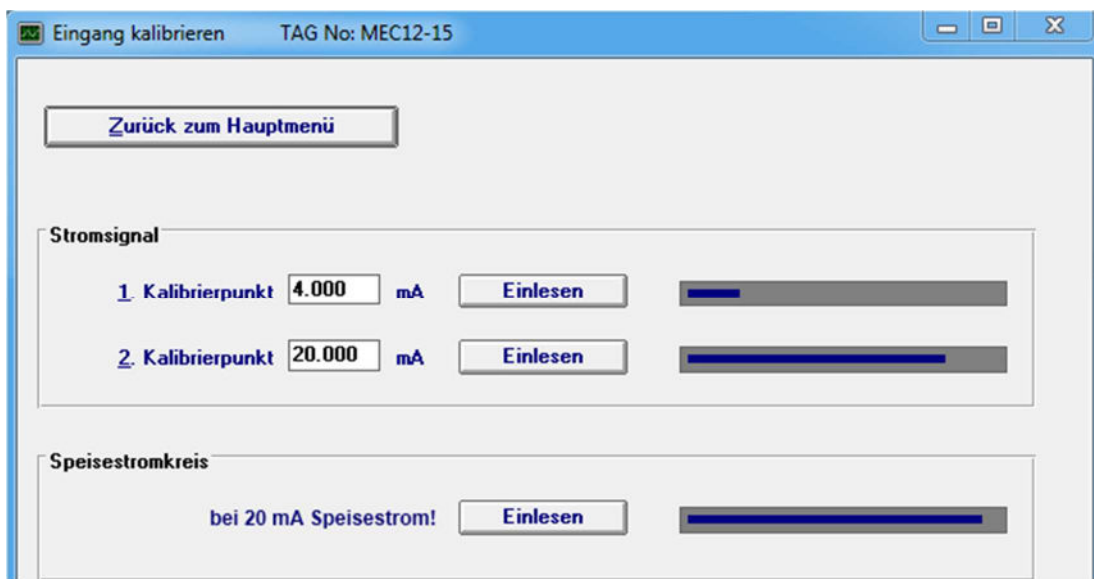 Eingang kalibrieren TAG No: MEC12-15
Zurück zum Hauptmenü
Stromsignal
1. Kalibrierpunkt 4.000 mA Einlesen
2. Kalibrierpunkt 20.000 mA Einlesen
Speisestromkreis
bei 20 mA Speisestrom! Einlesen